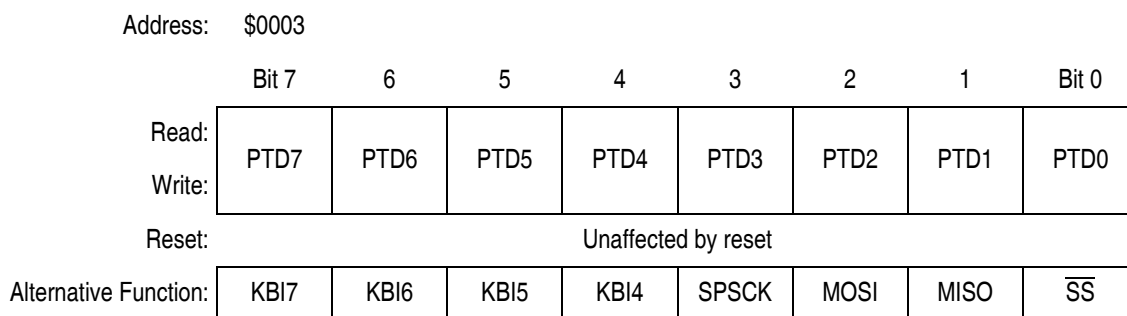 Address: $0003
Bit 7 6 5 4 3 2 1 Bit 0
Read:
PTD7 PTD6 PTD5 PTD4 PTD3 PTD2 PTD1 PTD0
Write:
Reset: Unaffected by reset
Alternative Function: KBI7 KBI6 KBI5 KBI4 SPSCK MOSI MISO S̅S̅